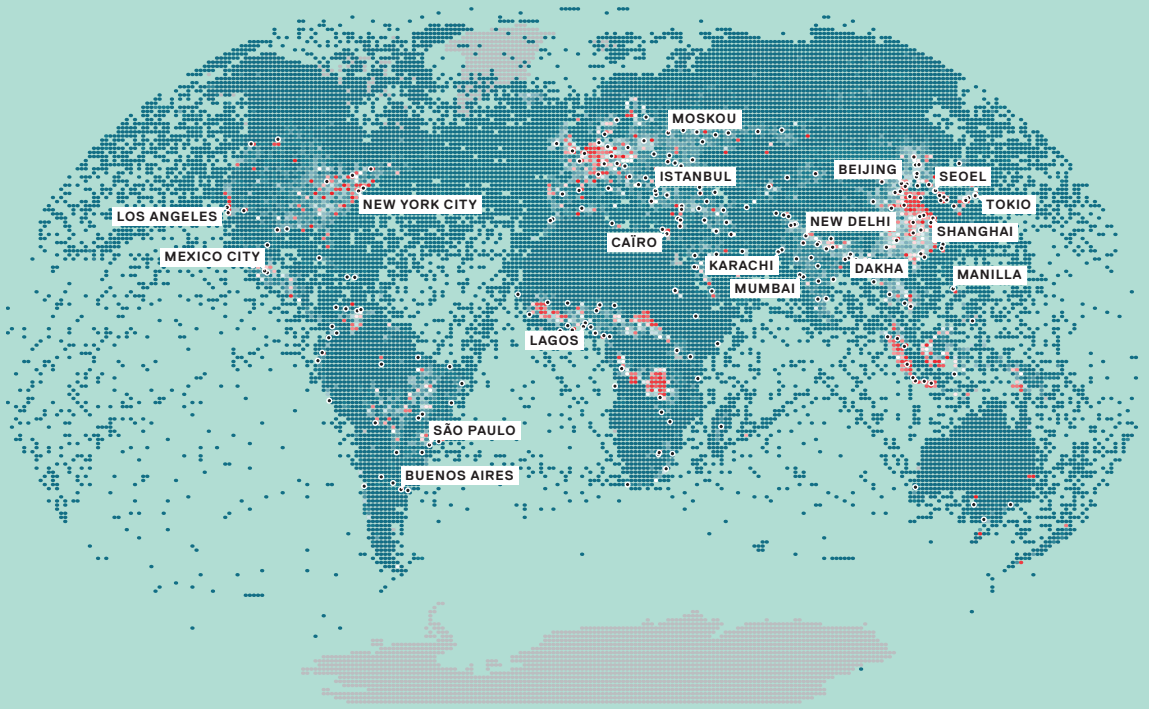 MOSKOU
BEIJING
ISTANBUL
SEOEL
NEW YORK CITY
TOKIO
LOS ANGELES
NEW DELHI
SHANGHAI
CAÏRO
MEXICO CITY
KARACHI
DAKHA
MANILLA
MUMBAI
LAGOS
SÃO PAULO
BUENOS AIRES